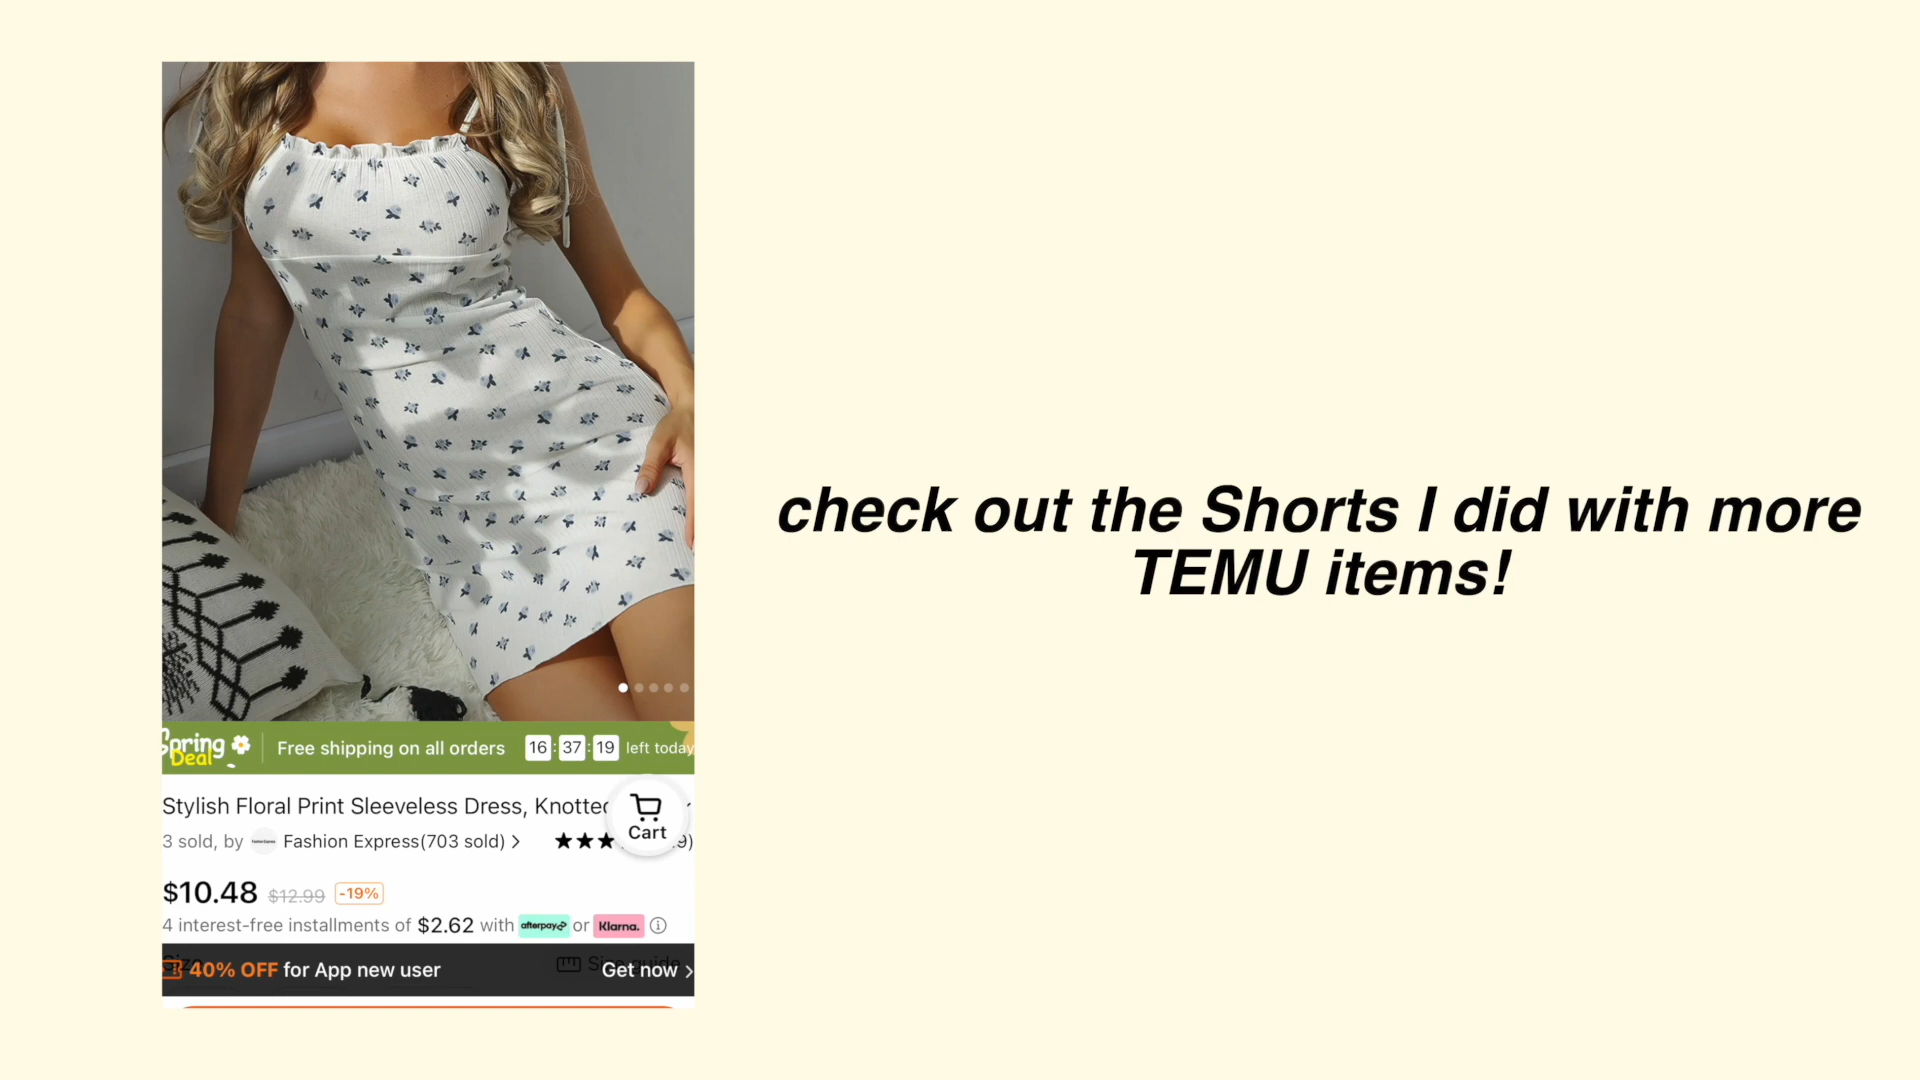 Spring
Deal
Free shipping on all orders 16:37:19 left today
Stylish Floral Print Sleeveless Dress,
Cart
3 sold, by Fashion Express(703 sold) >
$10.48 $12.99 -19%
4 interest-free installments of $2.62 with afterpay or Klarna.
40% OFF for App new user Get now >
check out the Shorts I did with more
TEMU items!